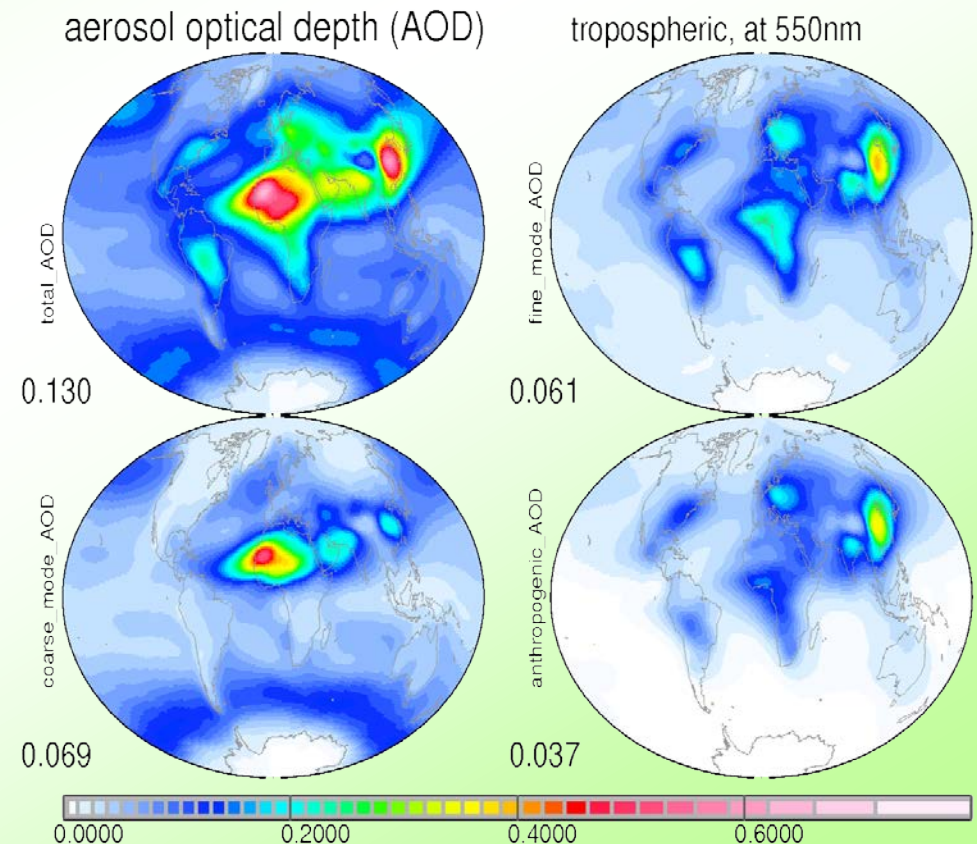 aerosol optical depth (AOD)
tropospheric, at 550nm
total_AOD
0.130
fine_mode_AOD
0.061
coarse_mode_AOD
0.069
anthropogenic_AOD
0.037
0.0000 0.2000 0.4000 0.6000